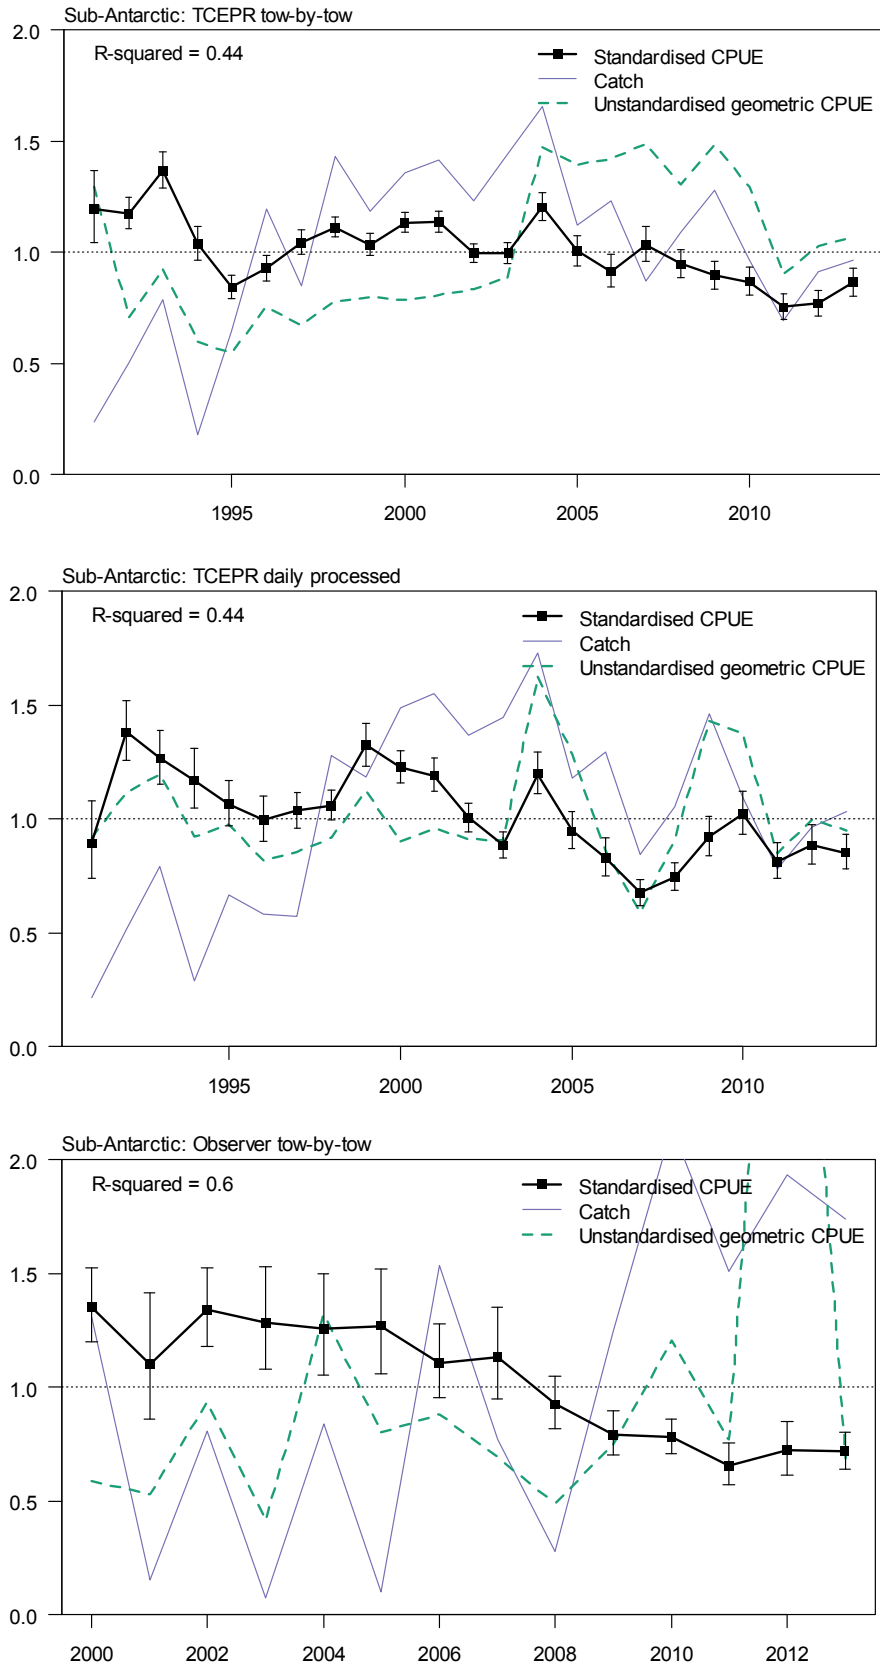 Sub-Antarctic: TCEPR tow-by-tow
2.0
R-squared = 0.44
Standardised CPUE
Catch
Unstandardised geometric CPUE
1.5
1.0
0.5
0.0
1995 2000 2005 2010
Sub-Antarctic: TCEPR daily processed
2.0
R-squared = 0.44
Standardised CPUE
Catch
Unstandardised geometric CPUE
1.5
1.0
0.5
0.0
1995 2000 2005 2010
Sub-Antarctic: Observer tow-by-tow
2.0
R-squared = 0.6
Standardised CPUE
Catch
Unstandardised geometric CPUE
1.5
1.0
0.5
0.0
2000 2002 2004 2006 2008 2010 2012